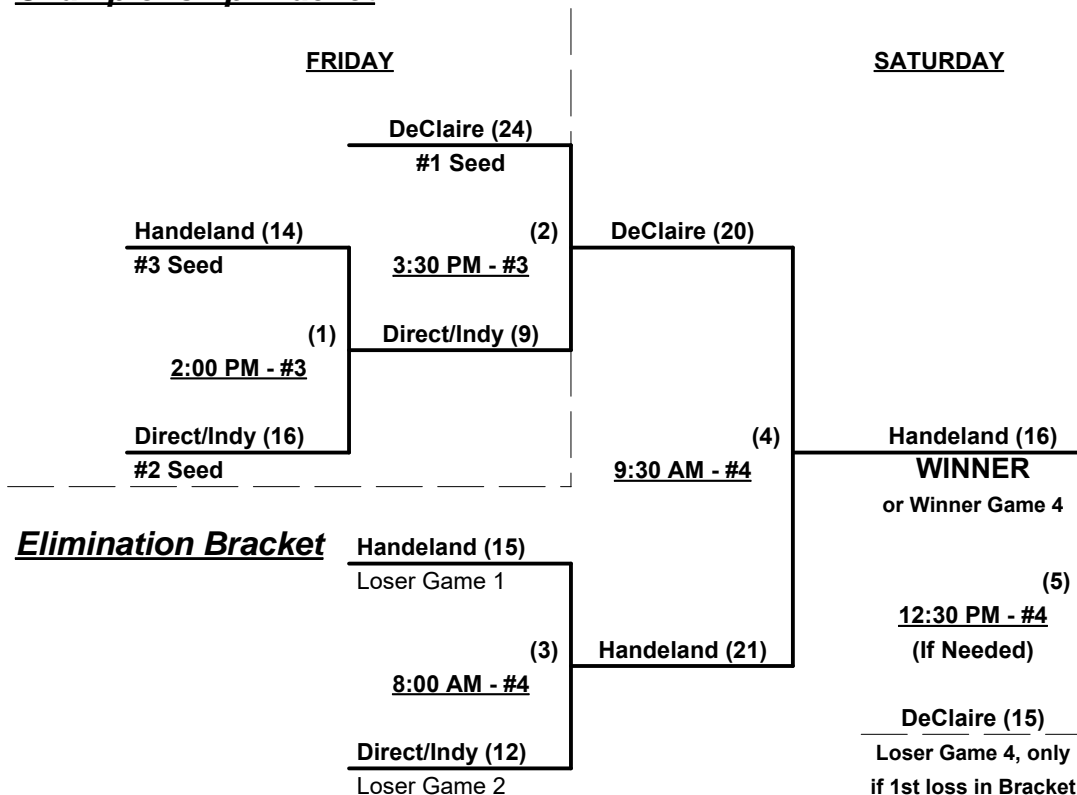 FRIDAY
SATURDAY
DeClaire (24)
#1 Seed
Handeland (14)
#3 Seed
(2)
3:30 PM - #3
DeClaire (20)
(1)
2:00 PM - #3
Direct/Indy (9)
Direct/Indy (16)
#2 Seed
(4)
9:30 AM - #4
Handeland (16)
WINNER
or Winner Game 4
Elimination Bracket
Handeland (15)
Loser Game 1
(3)
8:00 AM - #4
Handeland (21)
(5)
12:30 PM - #4
(If Needed)
Direct/Indy (12)
Loser Game 2
DeClaire (15)
Loser Game 4, only
if 1st loss in Bracket